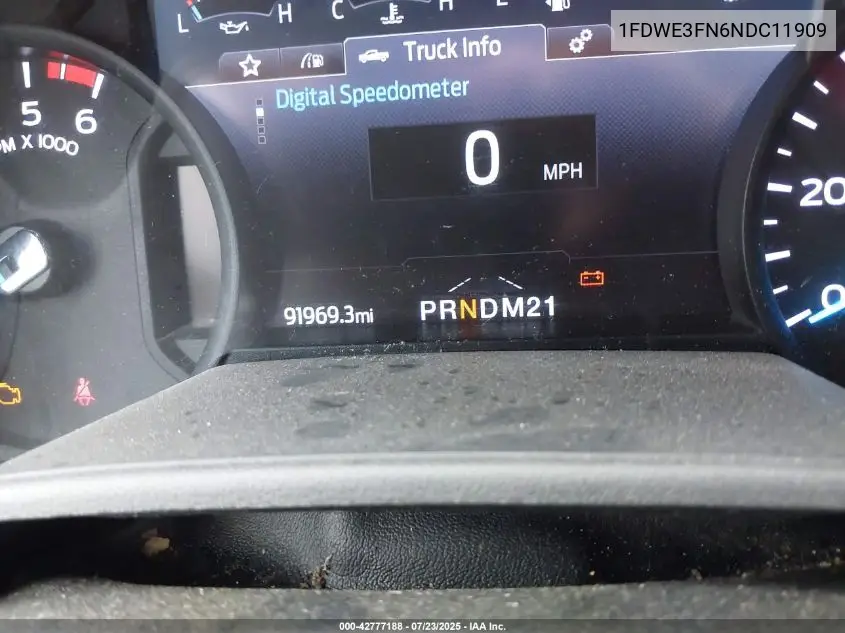 1FDWE3FN6NDC11909
L H C H E
Truck Info
Digital Speedometer
5 6
M X 1000
0 MPH
20
0
91969.3mi
PRNDM21
000-42777188 - 07/23/2025 - IAA Inc.